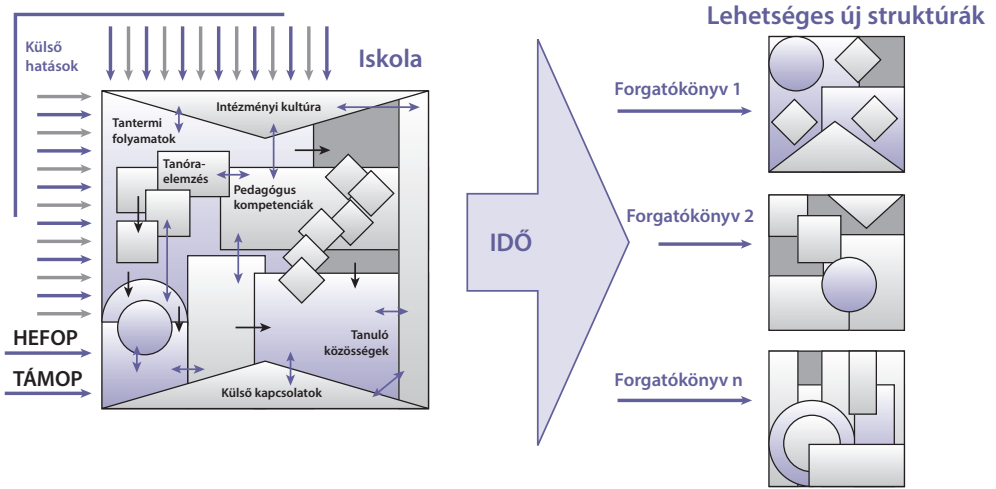 Lehetséges új struktúrák
Külső
hatások
Iskola
Intézményi kultúra
Tantermi
folyamatok
Tanóra-
elemzés
Pedagógus
kompetenciák
Tanuló
közösségek
Külső kapcsolatok
HEFOP
TÁMOP
IDŐ
Forgatókönyv 1
Forgatókönyv 2
Forgatókönyv n